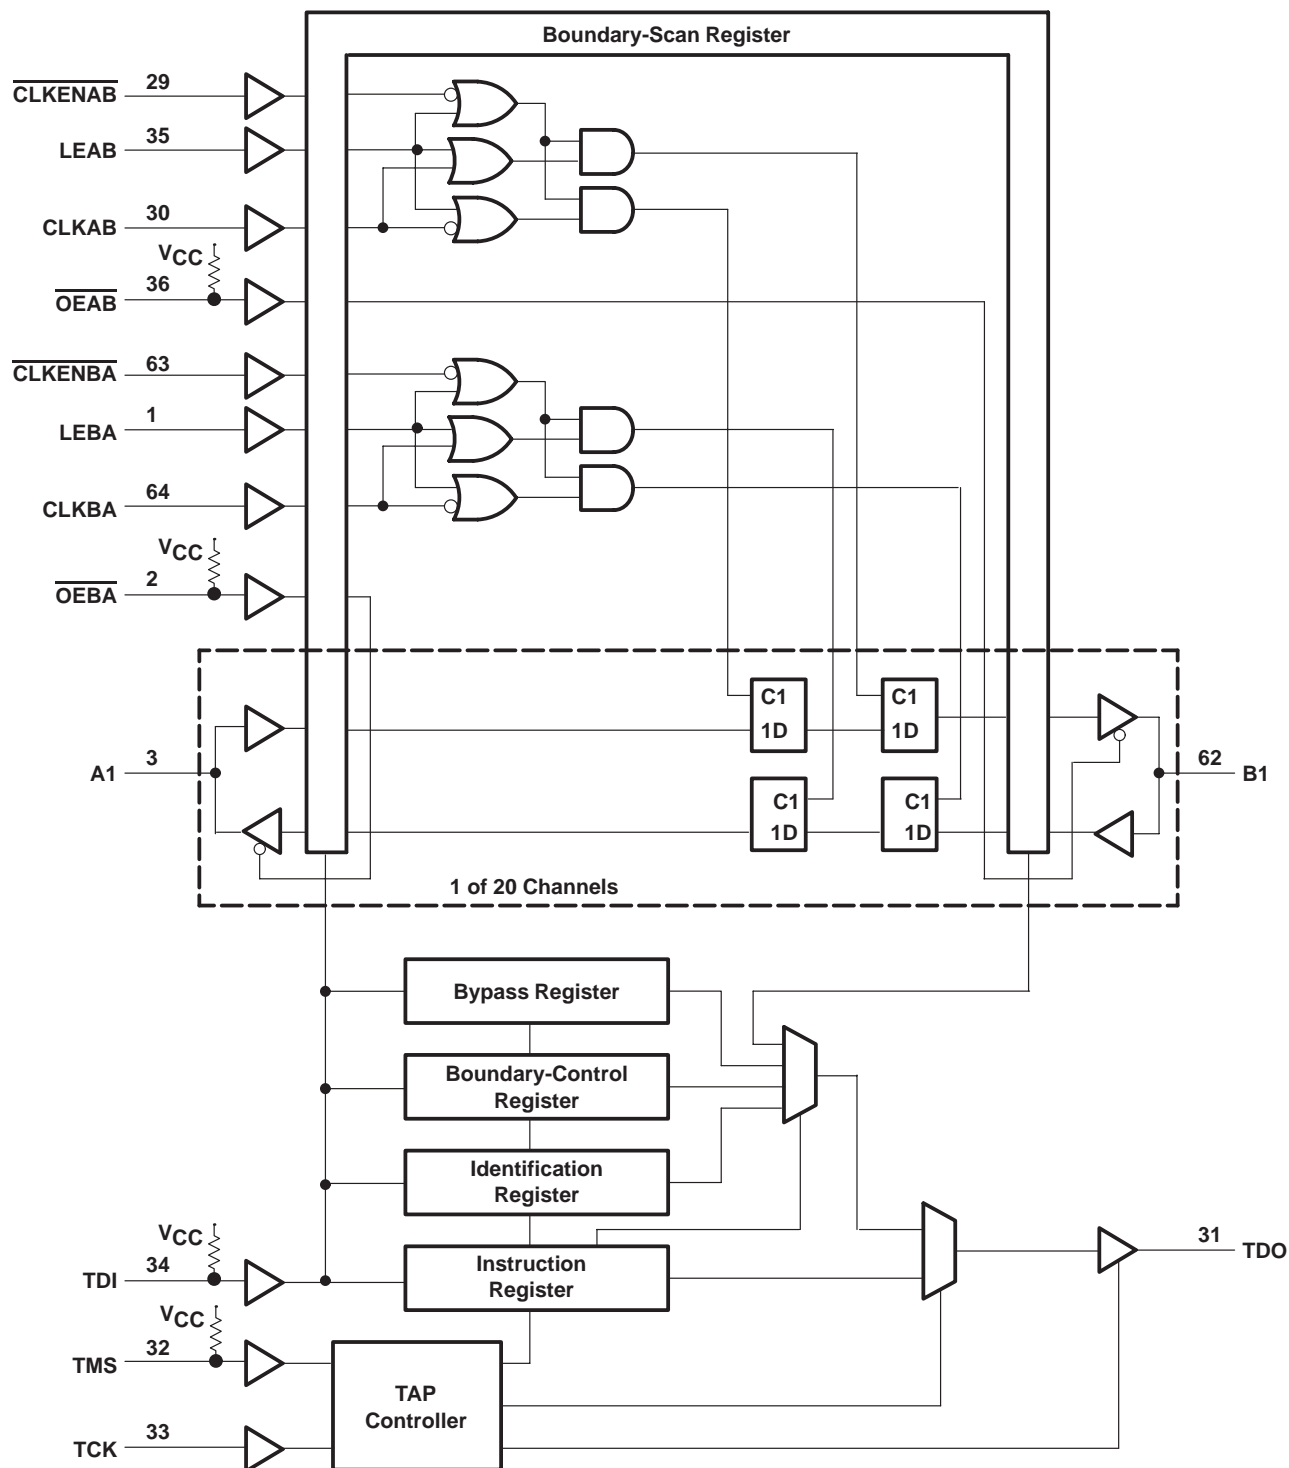 Boundary-Scan Register
CLKENAB 29
LEAB 35
CLKAB 30
VCC
OEAB 36
CLKENBA 63
LEBA 1
CLKBA 64
VCC
OEBA 2
C1
1D
C1
1D
A1 3
62 B1
C1
1D
C1
1D
1 of 20 Channels
Bypass Register
Boundary-Control
Register
Identification
Register
VCC
TDI 34
Instruction
Register
31 TDO
VCC
TMS 32
TAP
Controller
TCK 33